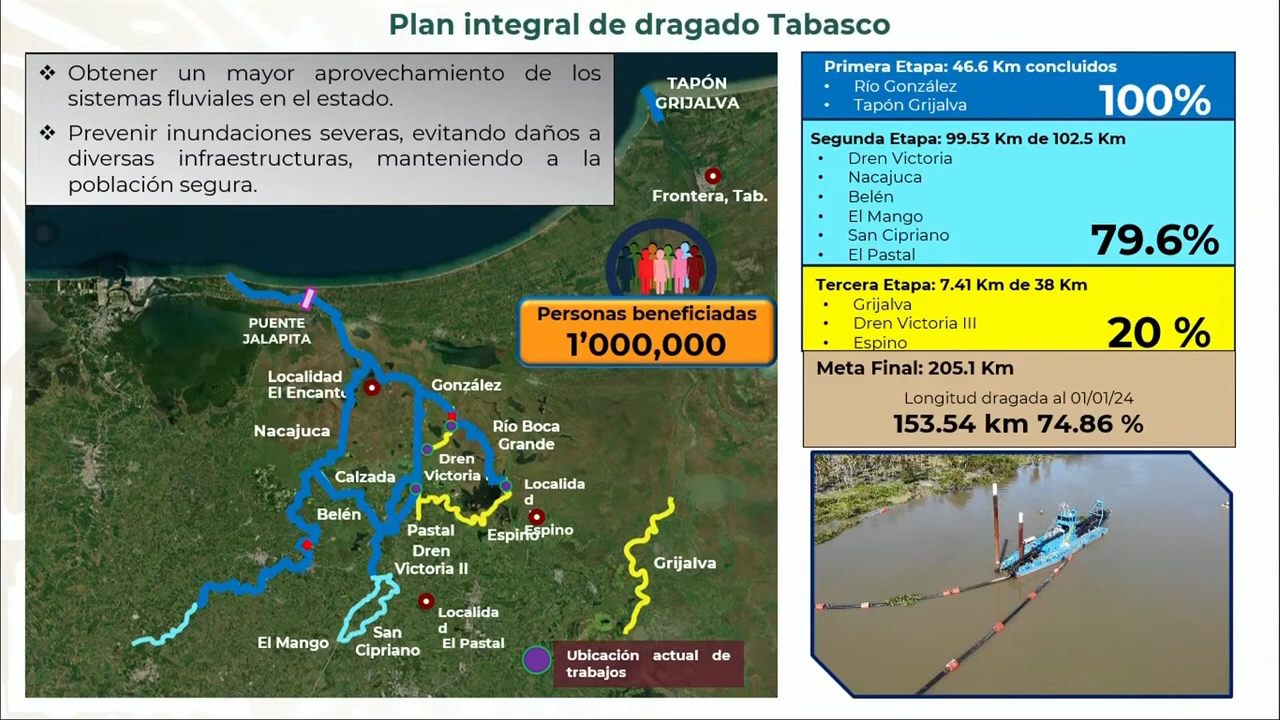 Plan integral de dragado Tabasco
❖ Obtener un mayor aprovechamiento de los
sistemas fluviales en el estado.
❖ Prevenir inundaciones severas, evitando daños a
diversas infraestructuras, manteniendo a la
población segura.
TAPÓN
GRIJALVA
Frontera, Tab.
Personas beneficiadas
1’000,000
PUENTE
JALAPITA
Localidad
El Encanto
González
Nacajuca
Río Boca
Grande
Dren
Victoria
Calzada
Localida
d
Espino
Belén
Pastal
Espino
Dren
Victoria II
Grijalva
Localida
d
El Pastal
El Mango
San
Cipriano
Ubicación actual de
trabajos
Primera Etapa: 46.6 Km concluidos
• Río González
• Tapón Grijalva
100%
Segunda Etapa: 99.53 Km de 102.5 Km
• Dren Victoria
• Nacajuca
• Belén
• El Mango
• San Cipriano
• El Pastal
79.6%
Tercera Etapa: 7.41 Km de 38 Km
• Grijalva
• Dren Victoria III
• Espino
20 %
Meta Final: 205.1 Km
Longitud dragada al 01/01/24
153.54 km 74.86 %